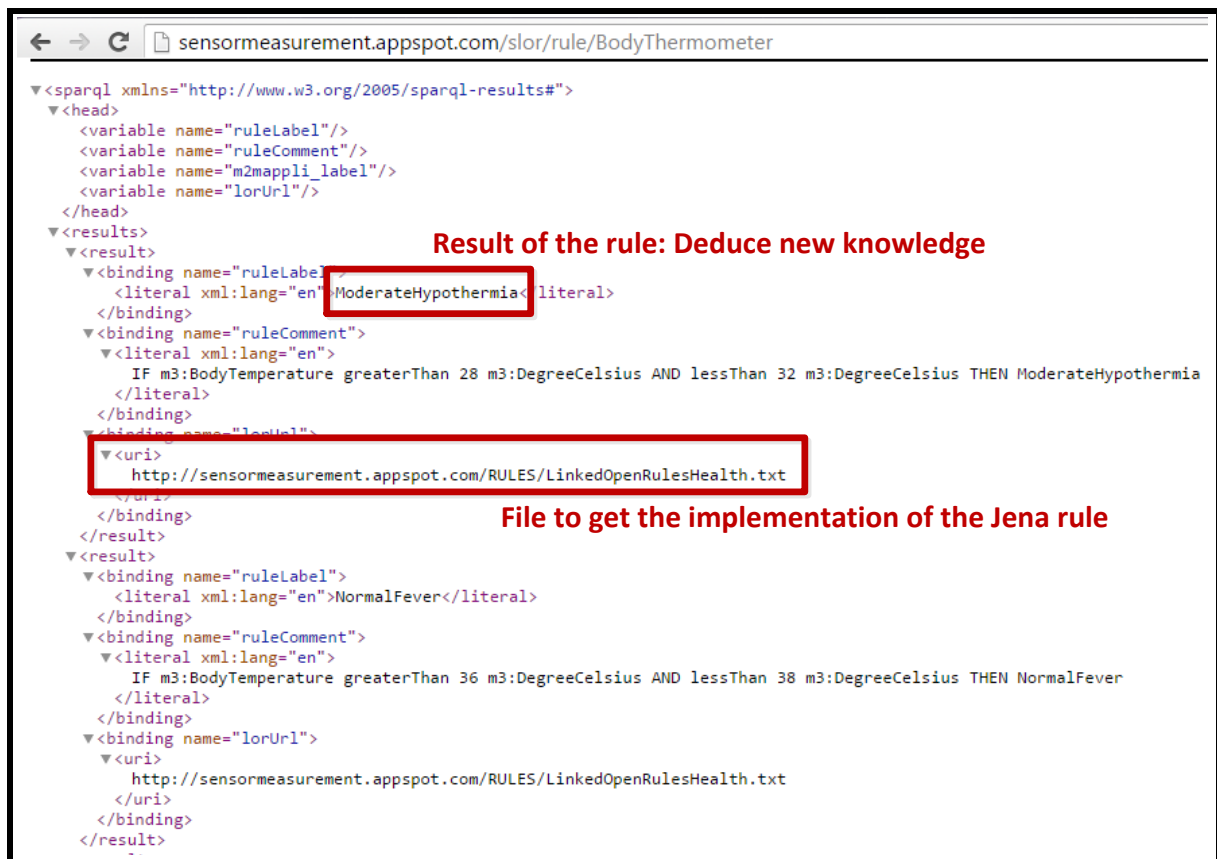 sensormeasurement.appspot.com/slor/rule/BodyThermometer
▼<sparql xmlns="http://www.w3.org/2005/sparql-results#">
▼<head>
<variable name="ruleLabel"/>
<variable name="ruleComment"/>
<variable name="m2mappli_label"/>
<variable name="lorUrl"/>
</head>
▼<results>
Result of the rule: Deduce new knowledge
▼<result>
▼<binding name="ruleLabel">
<literal xml:lang="en">ModerateHypothermia</literal>
</binding>
▼<binding name="ruleComment">
▼<literal xml:lang="en">
IF m3:BodyTemperature greaterThan 28 m3:DegreeCelsius AND lessThan 32 m3:DegreeCelsius THEN ModerateHypothermia
</literal>
</binding>
▼<binding name="lorUrl">
▼<uri>
http://sensormeasurement.appspot.com/RULES/LinkedOpenRulesHealth.txt
</uri>
</binding>
File to get the implementation of the Jena rule
</result>
▼<result>
▼<binding name="ruleLabel">
<literal xml:lang="en">NormalFever</literal>
</binding>
▼<binding name="ruleComment">
▼<literal xml:lang="en">
IF m3:BodyTemperature greaterThan 36 m3:DegreeCelsius AND lessThan 38 m3:DegreeCelsius THEN NormalFever
</literal>
</binding>
▼<binding name="lorUrl">
▼<uri>
http://sensormeasurement.appspot.com/RULES/LinkedOpenRulesHealth.txt
</uri>
</binding>
</result>